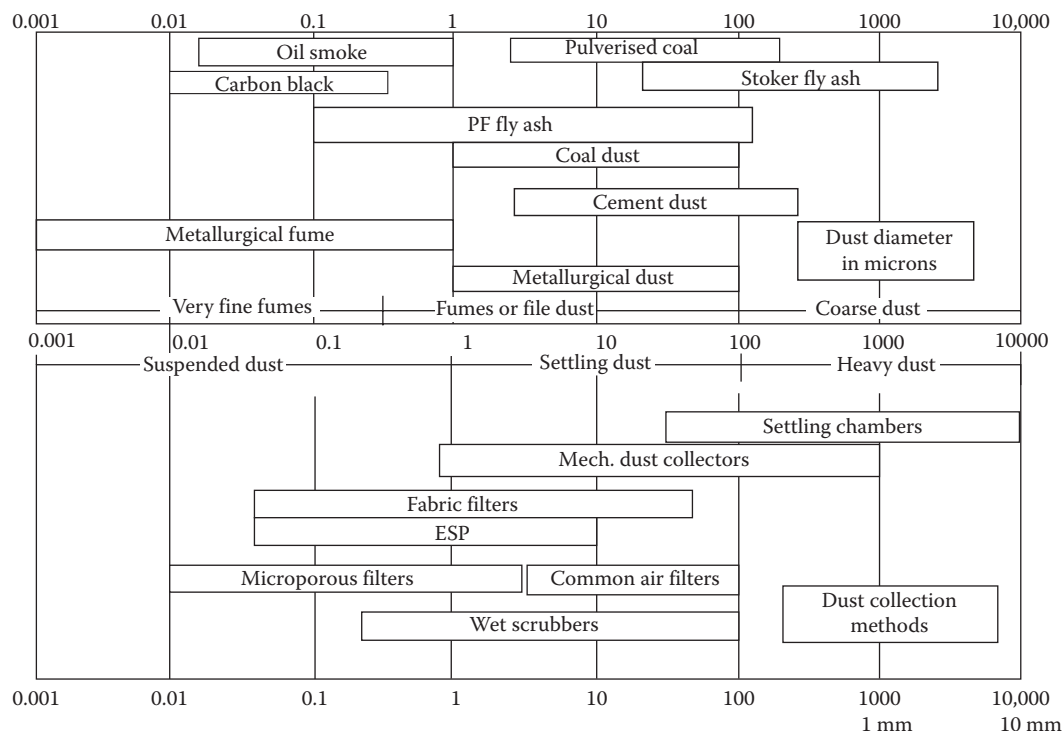 0.001 0.01 0.1 1 10 100 1000 10,000
Oil smoke
Pulverised coal
Carbon black
Stoker fly ash
PF fly ash
Coal dust
Cement dust
Metallurgical fume
Dust diameter
in microns
Metallurgical dust
Very fine fumes
Fumes or file dust
Coarse dust
0.001 0.01 0.1 1 10 100 1000 10000
Suspended dust
Settling dust
Heavy dust
Settling chambers
Mech. dust collectors
Fabric filters
ESP
Microporous filters
Common air filters
Dust collection
methods
Wet scrubbers
0.001 0.01 0.1 1 10 100 1000 10,000
1 mm 10 mm